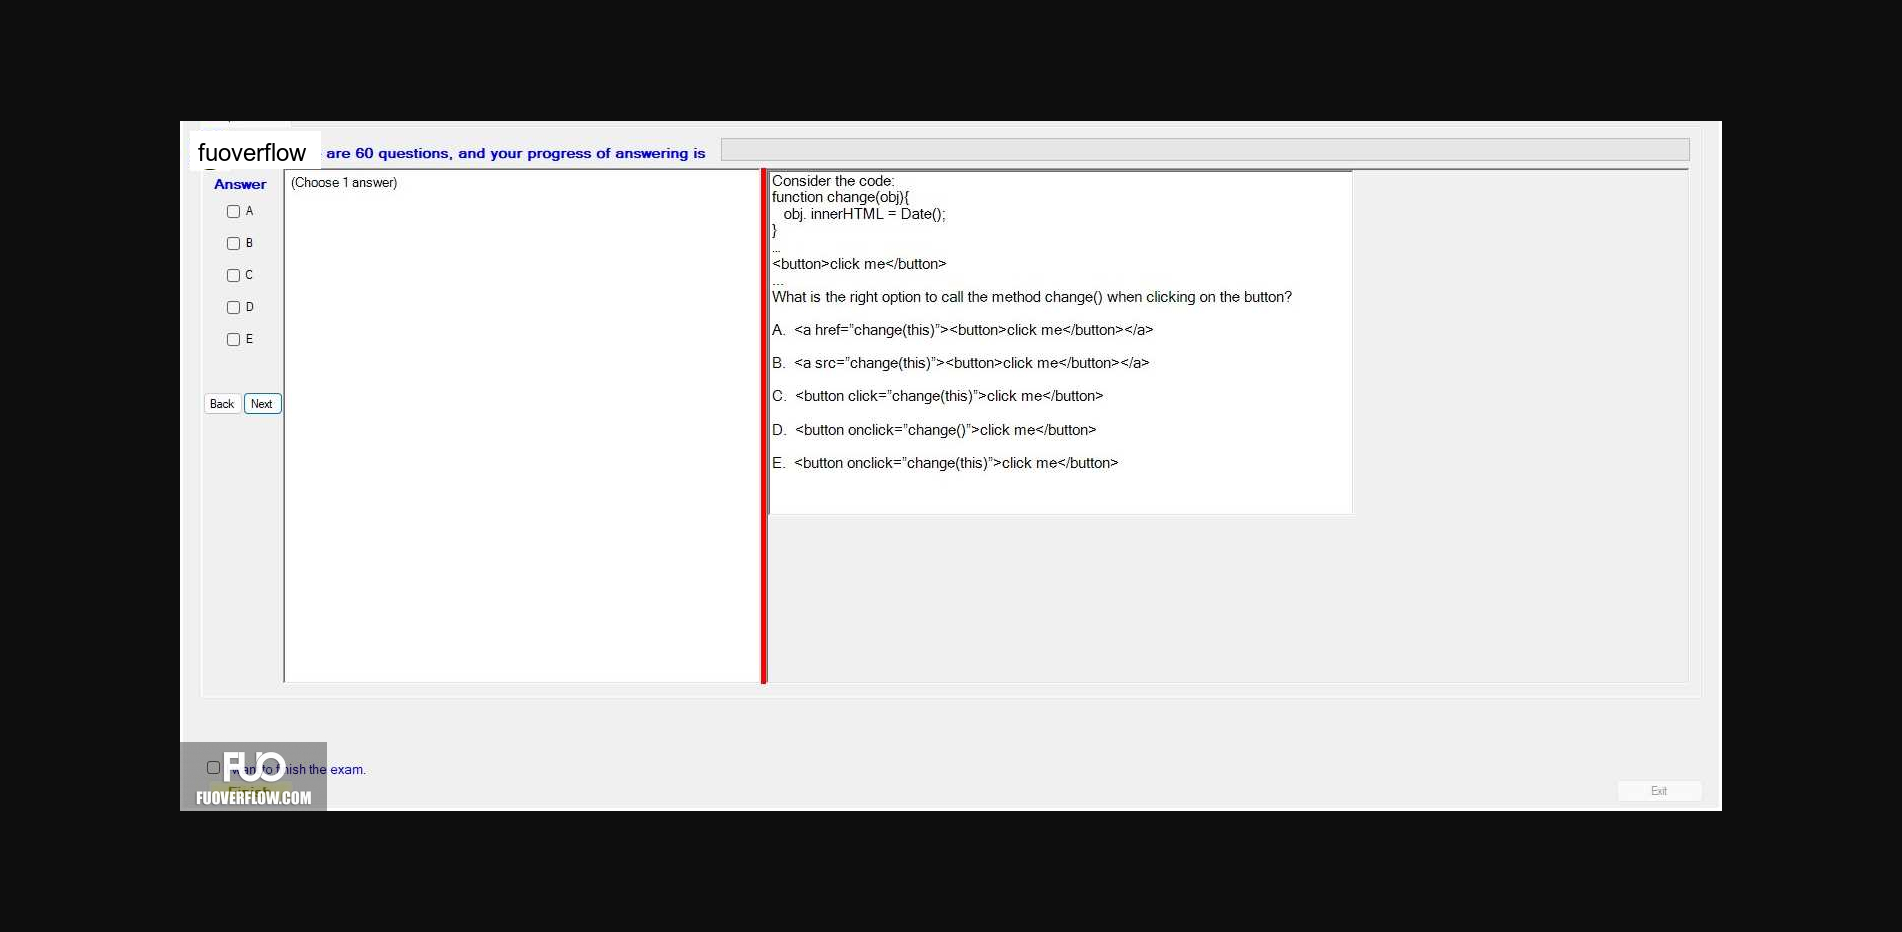 fuoverflow are 60 questions, and your progress of answering is
Answer
A
B
C
D
E
Back Next
(Choose 1 answer)
Consider the code:
function change(obj){
obj. innerHTML = Date();
}
...
<button>click me</button>
...
What is the right option to call the method change() when clicking on the button?
A. <a href=”change(this)”><button>click me</button></a>
B. <a src=”change(this)”><button>click me</button></a>
C. <button click=”change(this)”>click me</button>
D. <button onclick=”change()”>click me</button>
E. <button onclick=”change(this)”>click me</button>
FUO
want to finish the exam.
Finish
FUOVERFLOW.COM
Exit